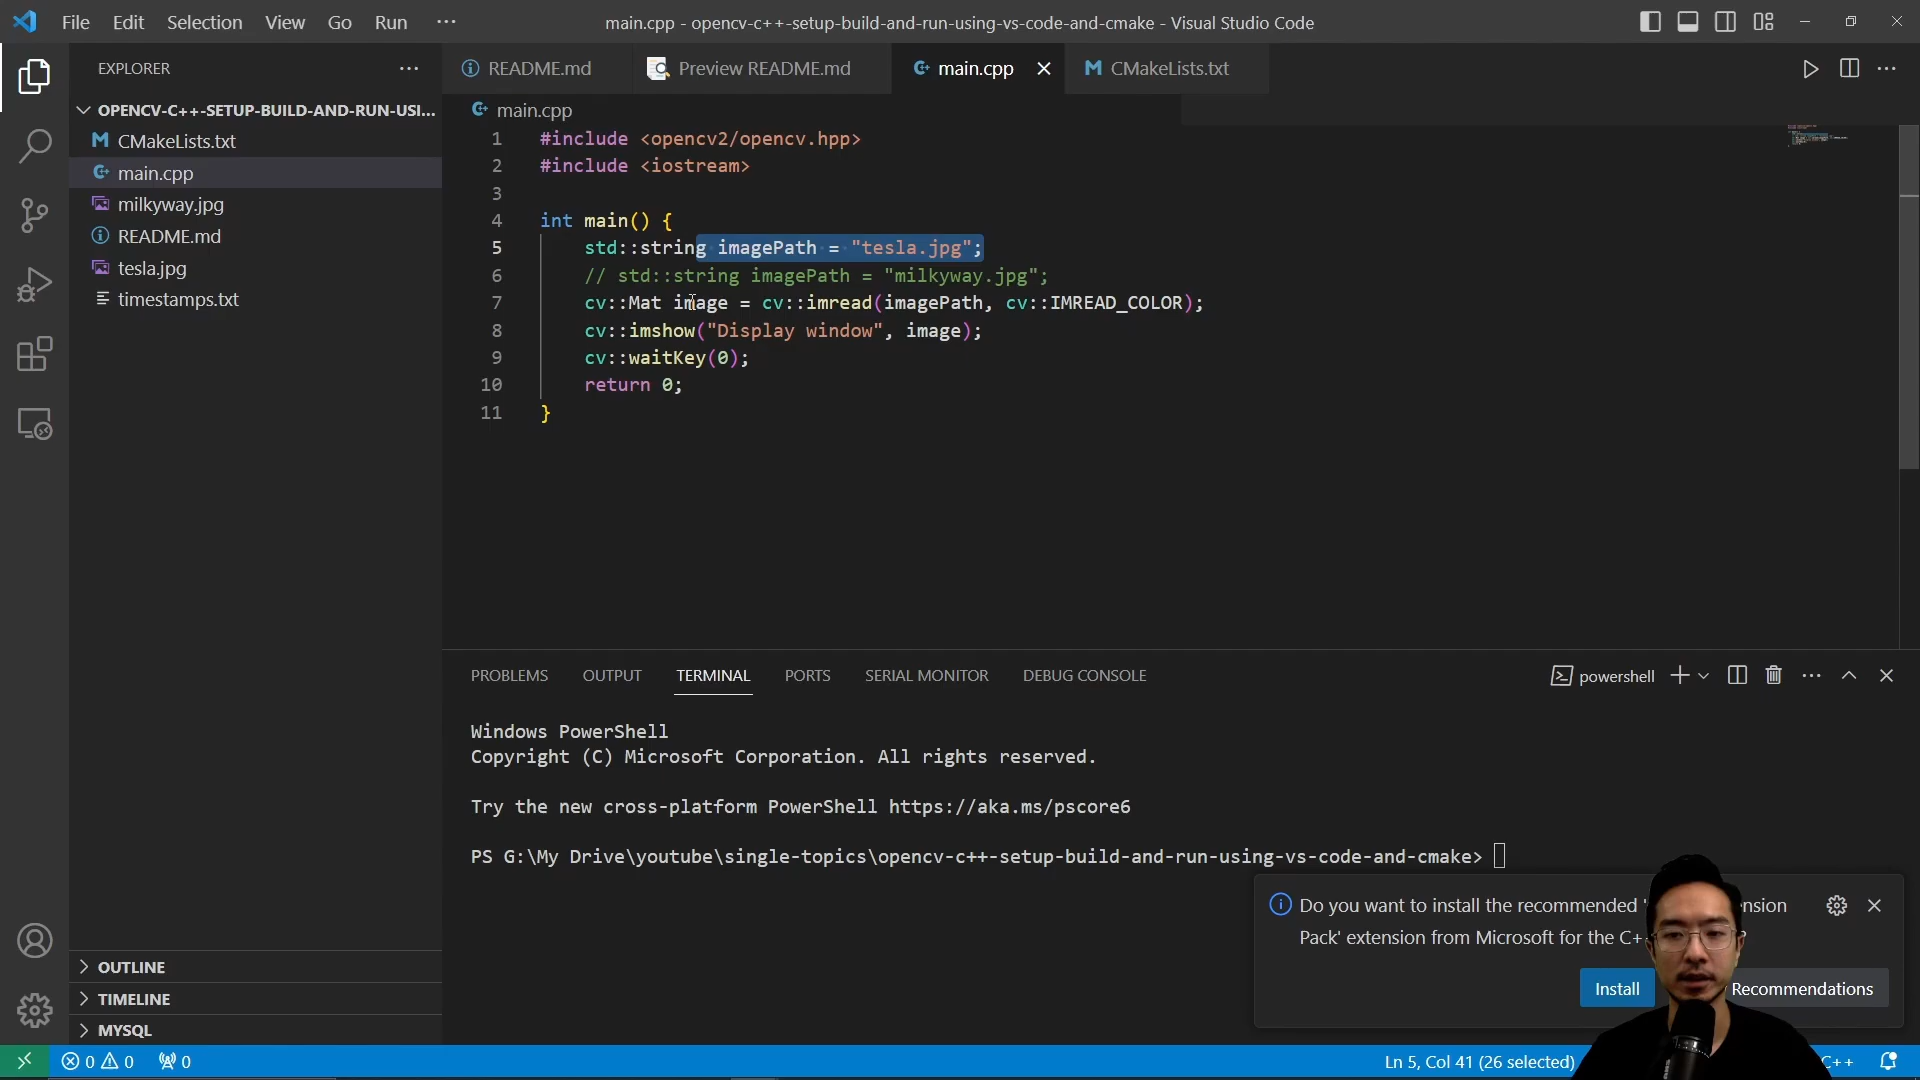 File Edit Selection View Go Run ···
main.cpp - opencv-c++-setup-build-and-run-using-vs-code-and-cmake - Visual Studio Code
EXPLORER
OPENCV-C++-SETUP-BUILD-AND-RUN-USI...
CMakeLists.txt
main.cpp
milkyway.jpg
README.md
tesla.jpg
timestamps.txt
OUTLINE
TIMELINE
MYSQL
README.md
Preview README.md
main.cpp
CMakeLists.txt
main.cpp
1 #include <opencv2/opencv.hpp>
2 #include <iostream>
3
4 int main() {
5 std::string imagePath = "tesla.jpg";
6 // std::string imagePath = "milkyway.jpg";
7 cv::Mat image = cv::imread(imagePath, cv::IMREAD_COLOR);
8 cv::imshow("Display window", image);
9 cv::waitKey(0);
10 return 0;
11 }
PROBLEMS OUTPUT TERMINAL PORTS SERIAL MONITOR DEBUG CONSOLE
powershell
Windows PowerShell
Copyright (C) Microsoft Corporation. All rights reserved.
Try the new cross-platform PowerShell https://aka.ms/pscore6
PS G:\My Drive\youtube\single-topics\opencv-c++-setup-build-and-run-using-vs-code-and-cmake>
Do you want to install the recommended ' nsion
Pack' extension from Microsoft for the C+ ?
Install
Recommendations
0 0 0
Ln 5, Col 41 (26 selected)
C++